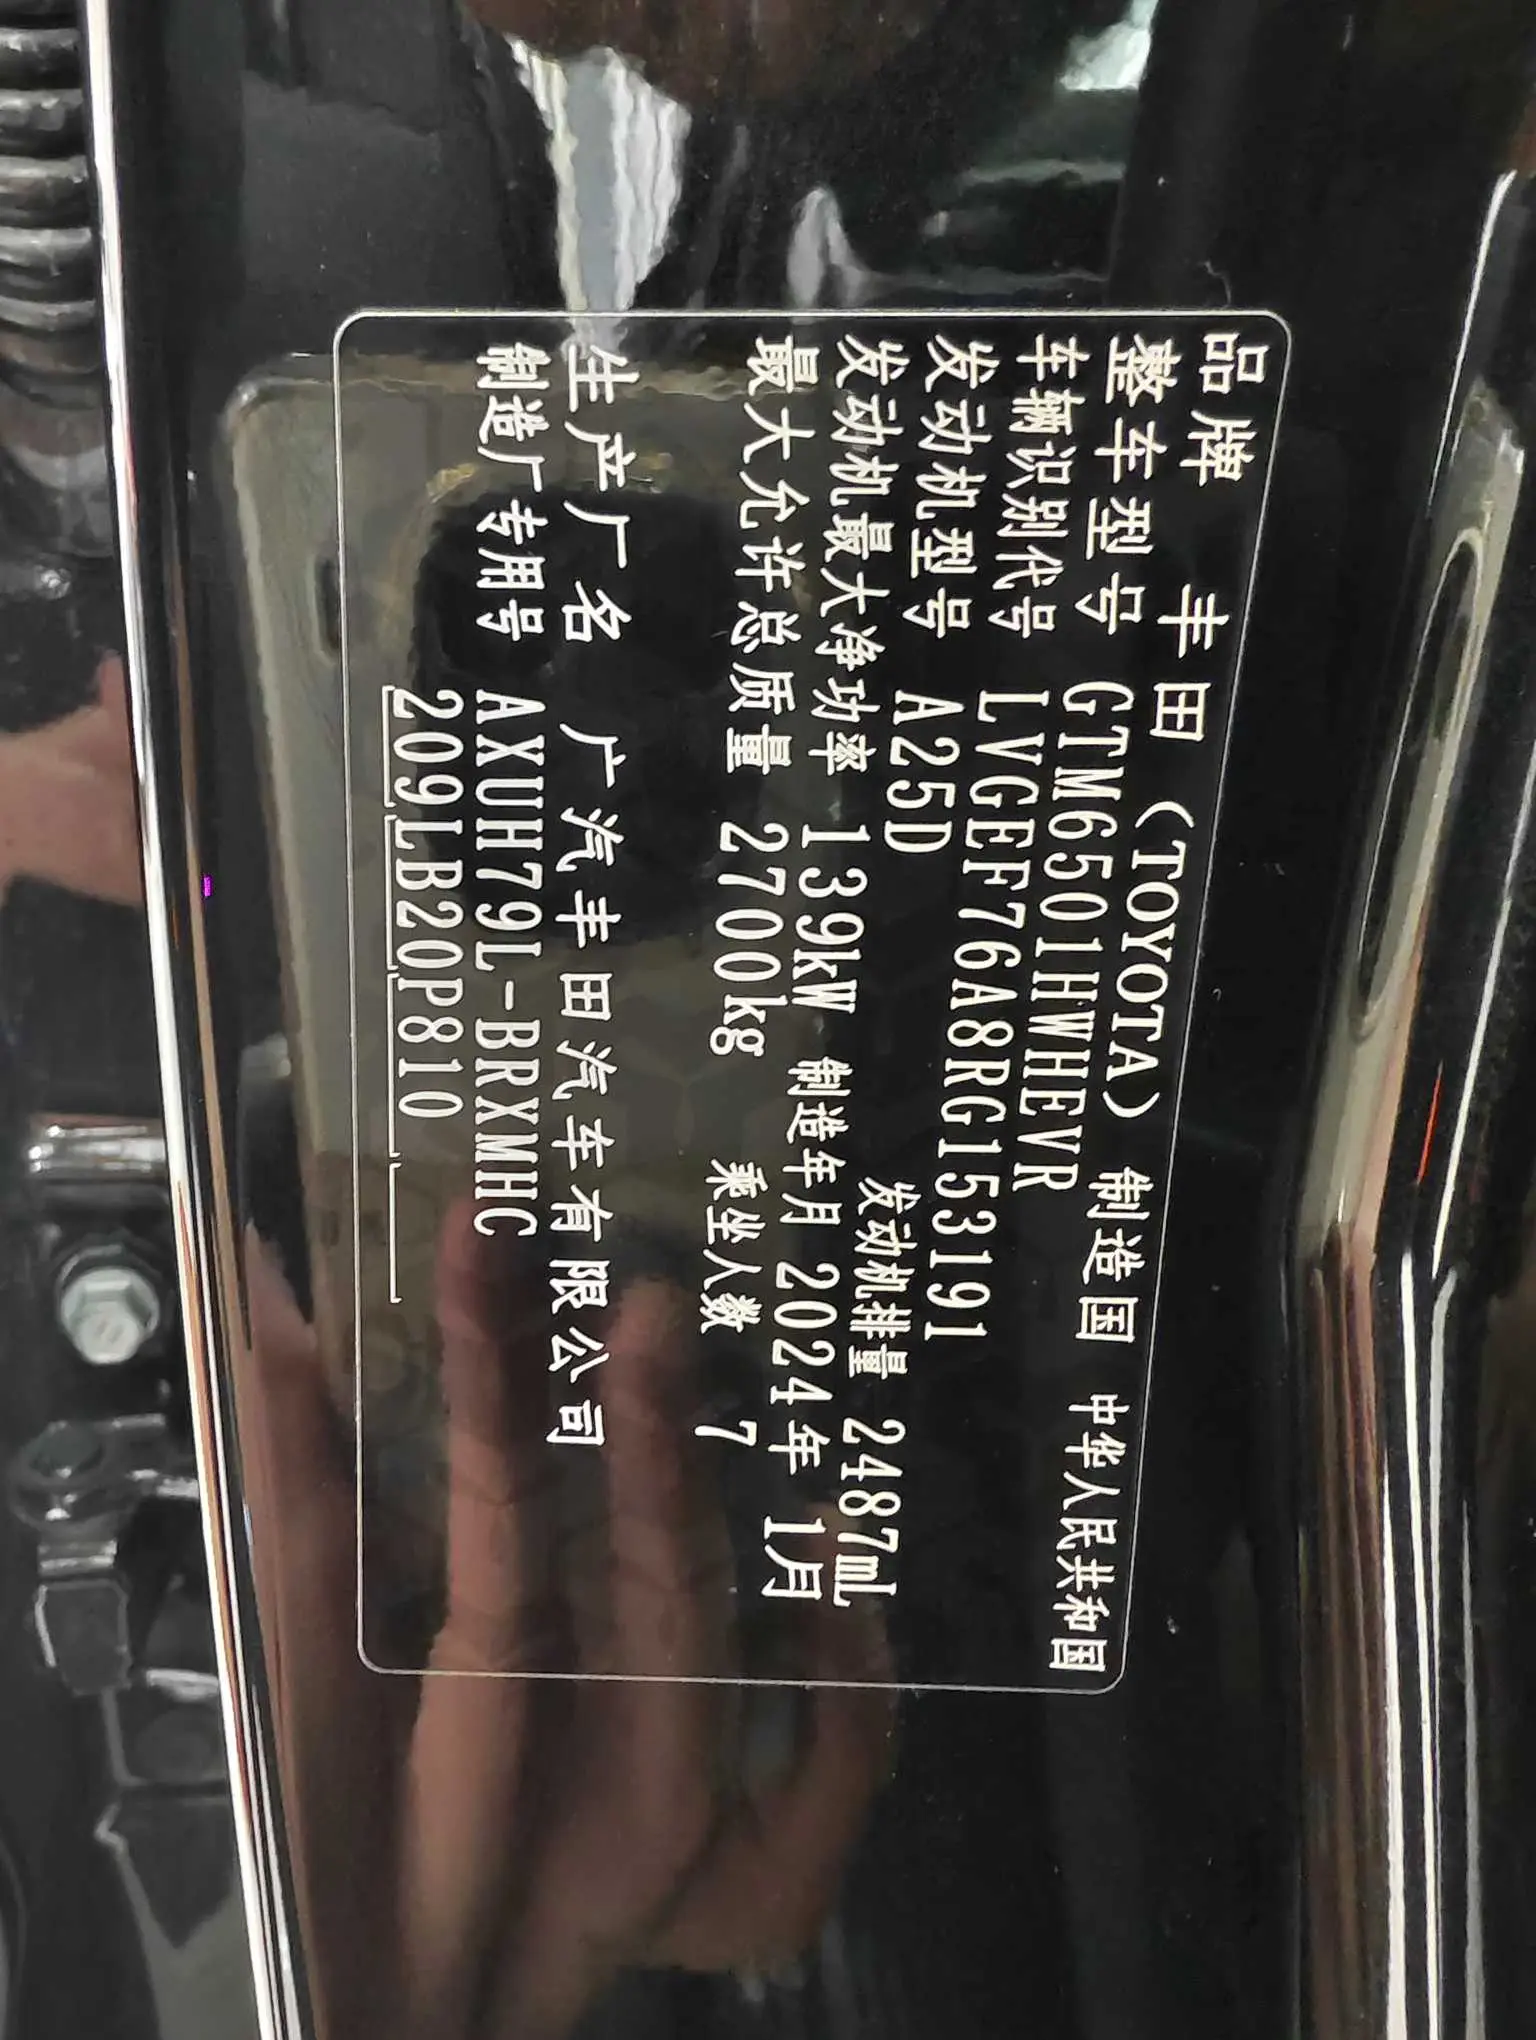 品牌 丰田（TOYOTA） 制造国 中华人民共和国
整车型号 GTM6501HWHEVR
车辆识别代号 LVGEF76A8RG153191
发动机型号 A25D 发动机排量 2487mL
发动机最大净功率 139kW 制造年月 2024年 1月
最大允许总质量 2700kg 乘坐人数 7
生产厂名 广汽丰田汽车有限公司
制造厂专用号 AXUH79L-BRXMHC
209LB20P810